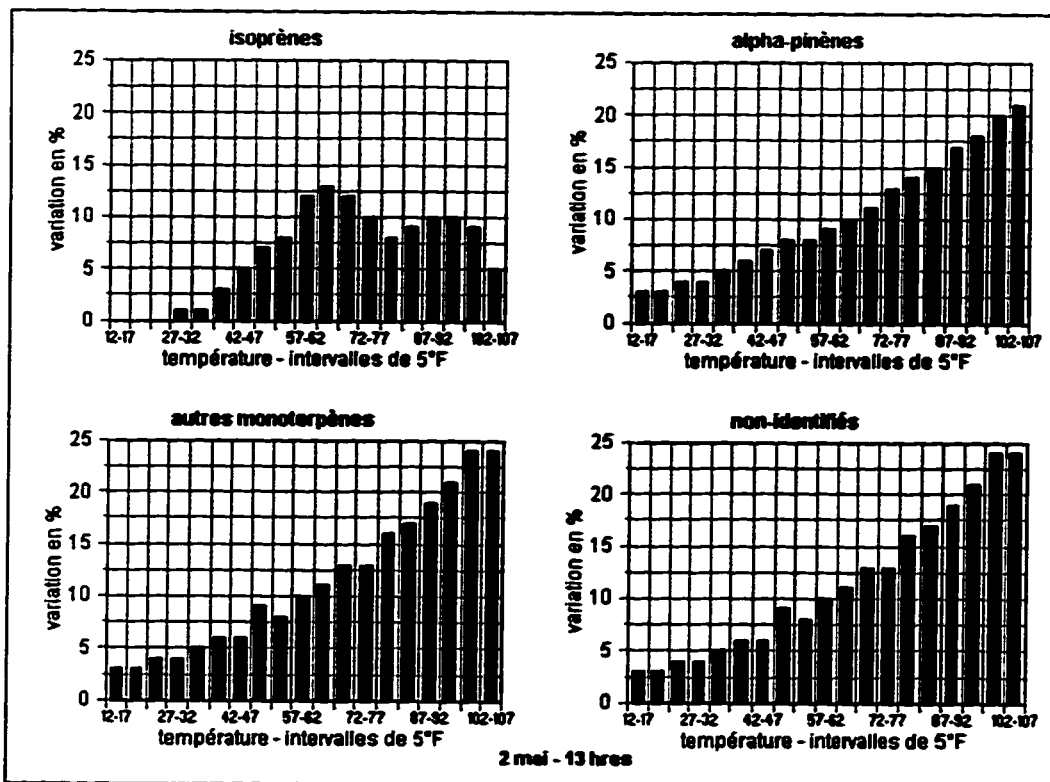 isoprènes
25
20
15
10
5
0
variation en %
12-17 27-32 42-47 57-62 72-77 87-92 102-107
température - intervalles de 5°F
alpha-pinènes
25
20
15
10
5
0
variation en %
12-17 27-32 42-47 57-62 72-77 87-92 102-107
température - intervalles de 5°F
autres monoterpènes
25
20
15
10
5
0
variation en %
12-17 27-32 42-47 57-62 72-77 87-92 102-107
température - intervalles de 5°F
non-identifiés
25
20
15
10
5
0
variation en %
12-17 27-32 42-47 57-62 72-77 87-92 102-107
température - intervalles de 5°F
2 mai - 13 hres